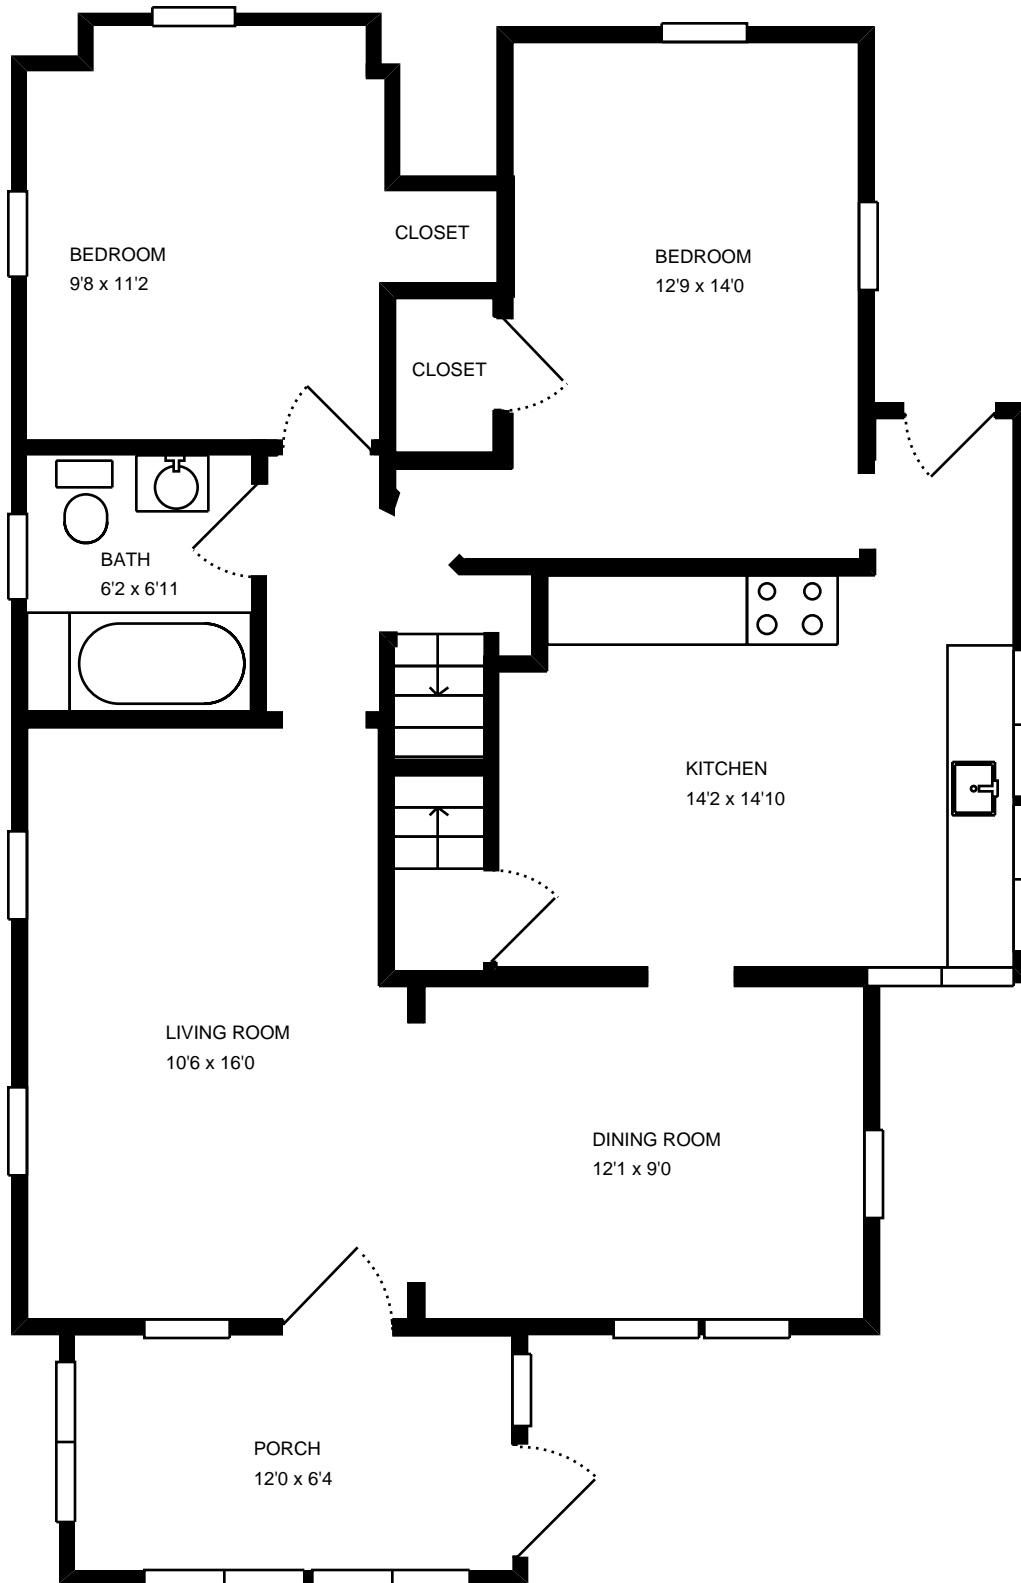 CLOSET
BEDROOM
9'8 x 11'2
BEDROOM
12'9 x 14'0
CLOSET
BATH
6'2 x 6'11
KITCHEN
14'2 x 14'10
LIVING ROOM
10'6 x 16'0
DINING ROOM
12'1 x 9'0
PORCH
12'0 x 6'4